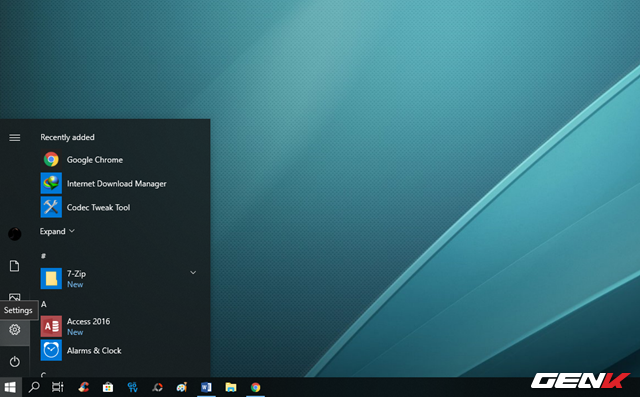 Recently added
Google Chrome
Internet Download Manager
Codec Tweak Tool
Expand
#
7-Zip
New
Settings
A
Access 2016
New
Alarms & Clock
GENK